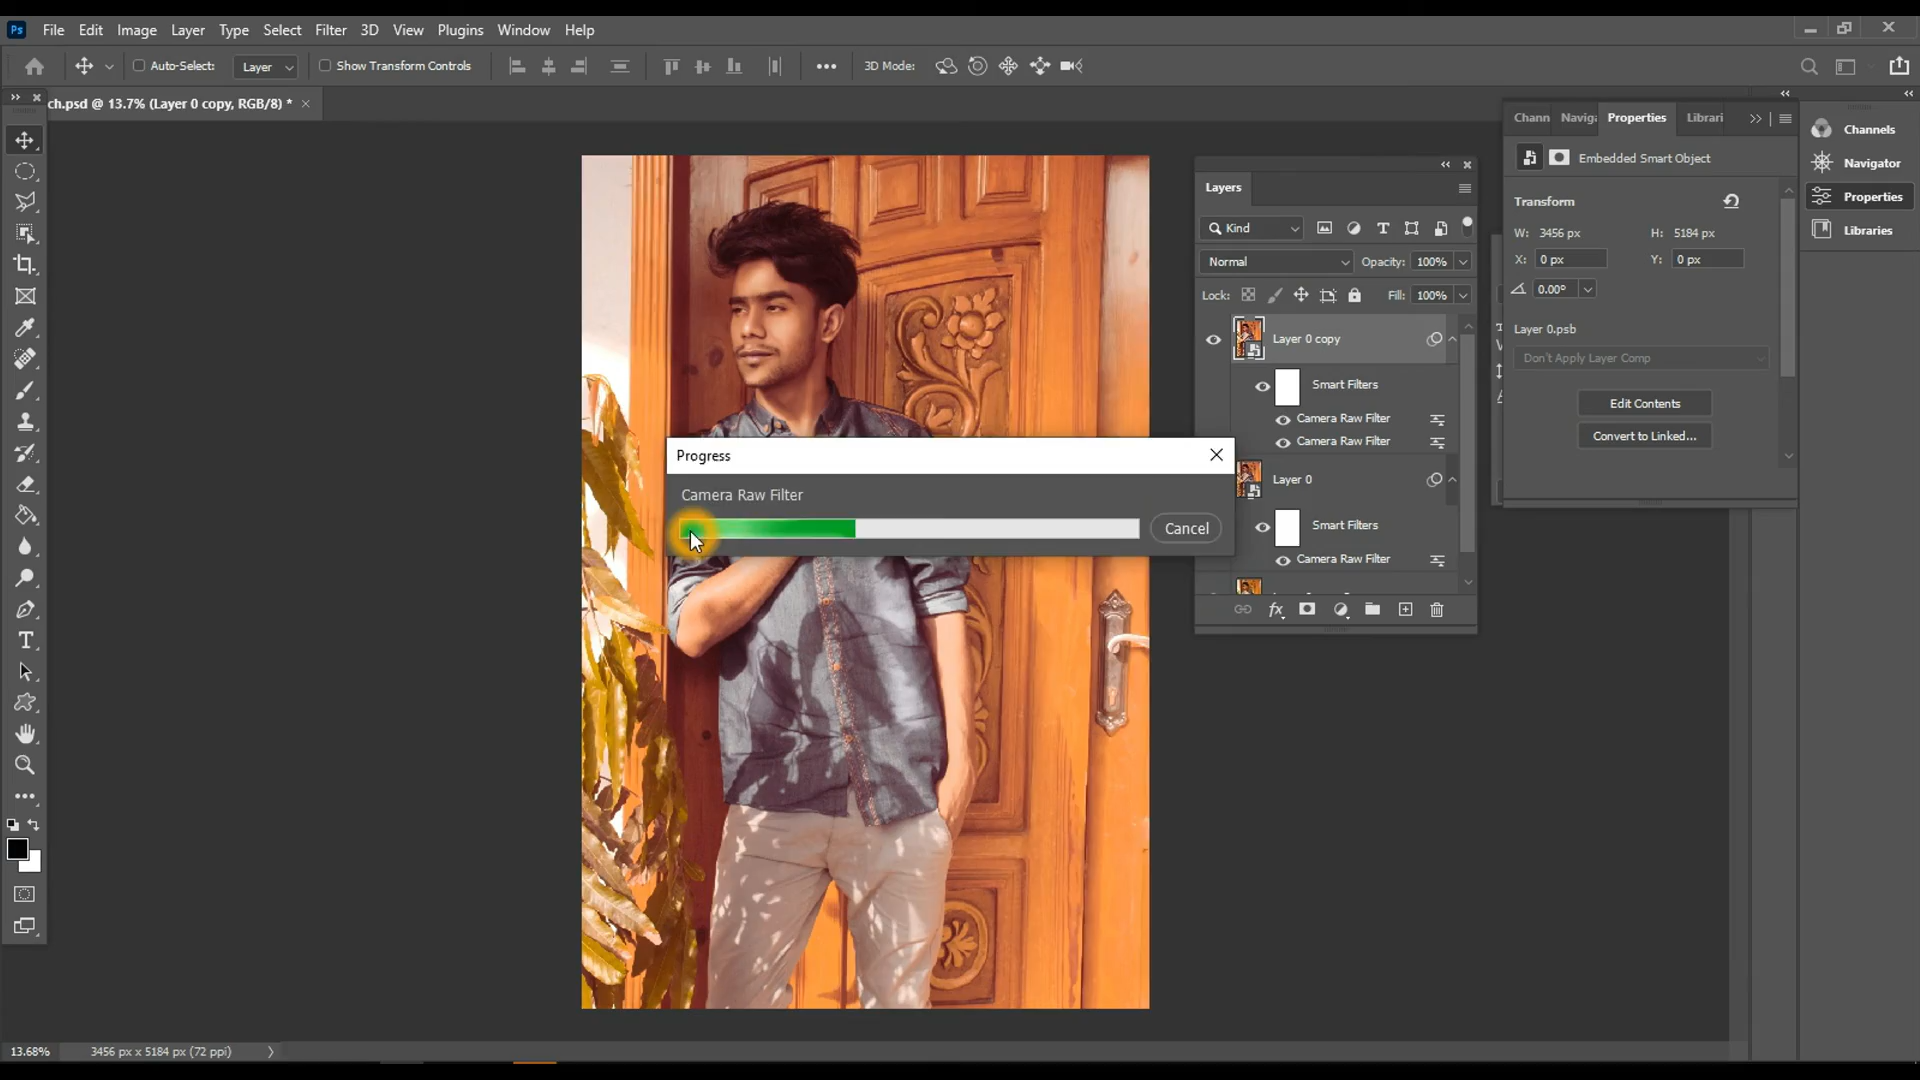 Ps File Edit Image Layer Type Select Filter 3D View Plugins Window Help
Auto-Select: Layer Show Transform Controls 3D Mode:
ch.psd @ 13.7% (Layer 0 copy, RGB/8) *
Chann Naviga Properties Librari
Channels
Navigator
Properties
Libraries
Embedded Smart Object
Transform
W: 3456 px H: 5184 px
X: 0 px Y: 0 px
0.00°
Layer 0.psb
Don't Apply Layer Comp
Edit Contents
Convert to Linked...
Layers
Kind
Normal Opacity: 100%
Lock: Fill: 100%
Layer 0 copy
Smart Filters
Camera Raw Filter
Camera Raw Filter
Layer 0
Smart Filters
Camera Raw Filter
fx
Progress
Camera Raw Filter
Cancel
13.68% 3456 px x 5184 px (72 ppi)